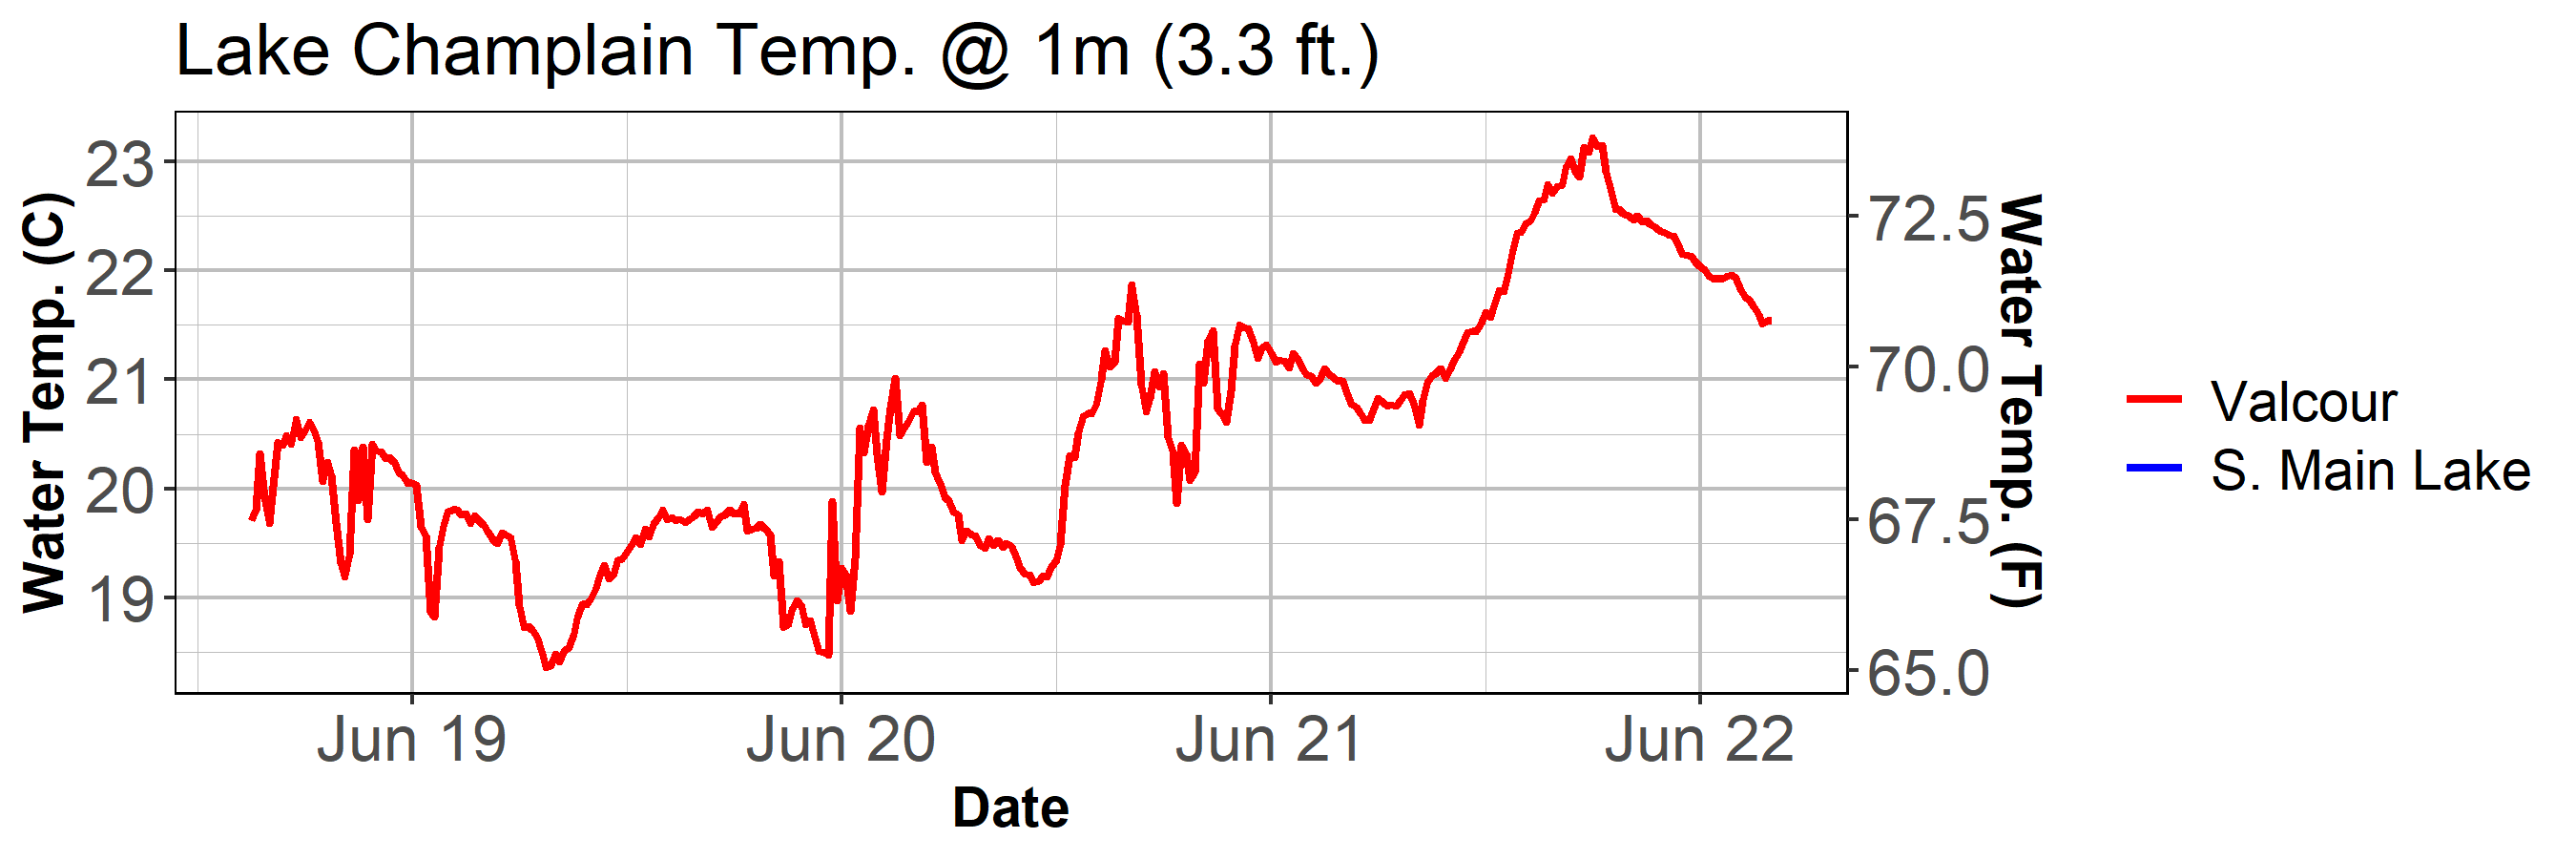 Lake Champlain Temp. @ 1m (3.3 ft.)
Water Temp. (C)
23
22
21
20
19
72.5
70.0
67.5
65.0
Water Temp. (F)
Jun 19
Jun 20
Jun 21
Jun 22
Date
Valcour
S. Main Lake